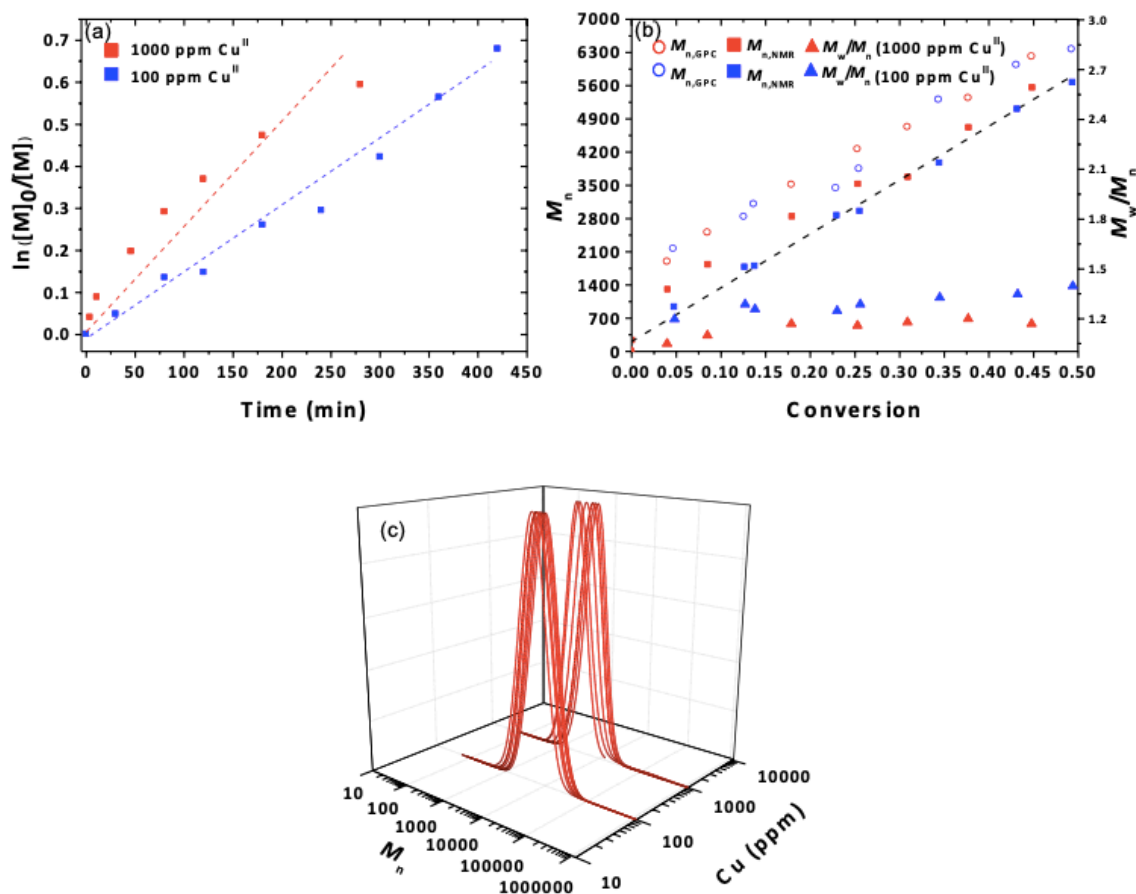 (a)
1000 ppm Cu^II
100 ppm Cu^II
ln([M]0/[M])
0.7
0.6
0.5
0.4
0.3
0.2
0.1
0.0
0 50 100 150 200 250 300 350 400 450
Time (min)
(b)
Mn,GPC Mn,NMR Mw/Mn (1000 ppm Cu^II)
Mn,GPC Mn,NMR Mw/Mn (100 ppm Cu^II)
Mn
7000
6300
5600
4900
4200
3500
2800
2100
1400
700
0
3.0
2.7
2.4
2.1
1.8
1.5
1.2
Mw/Mn
0.00 0.05 0.10 0.15 0.20 0.25 0.30 0.35 0.40 0.45 0.50
Conversion
(c)
10
100
1000
10000
100000
1000000
Mn
10
100
1000
10000
Cu (ppm)